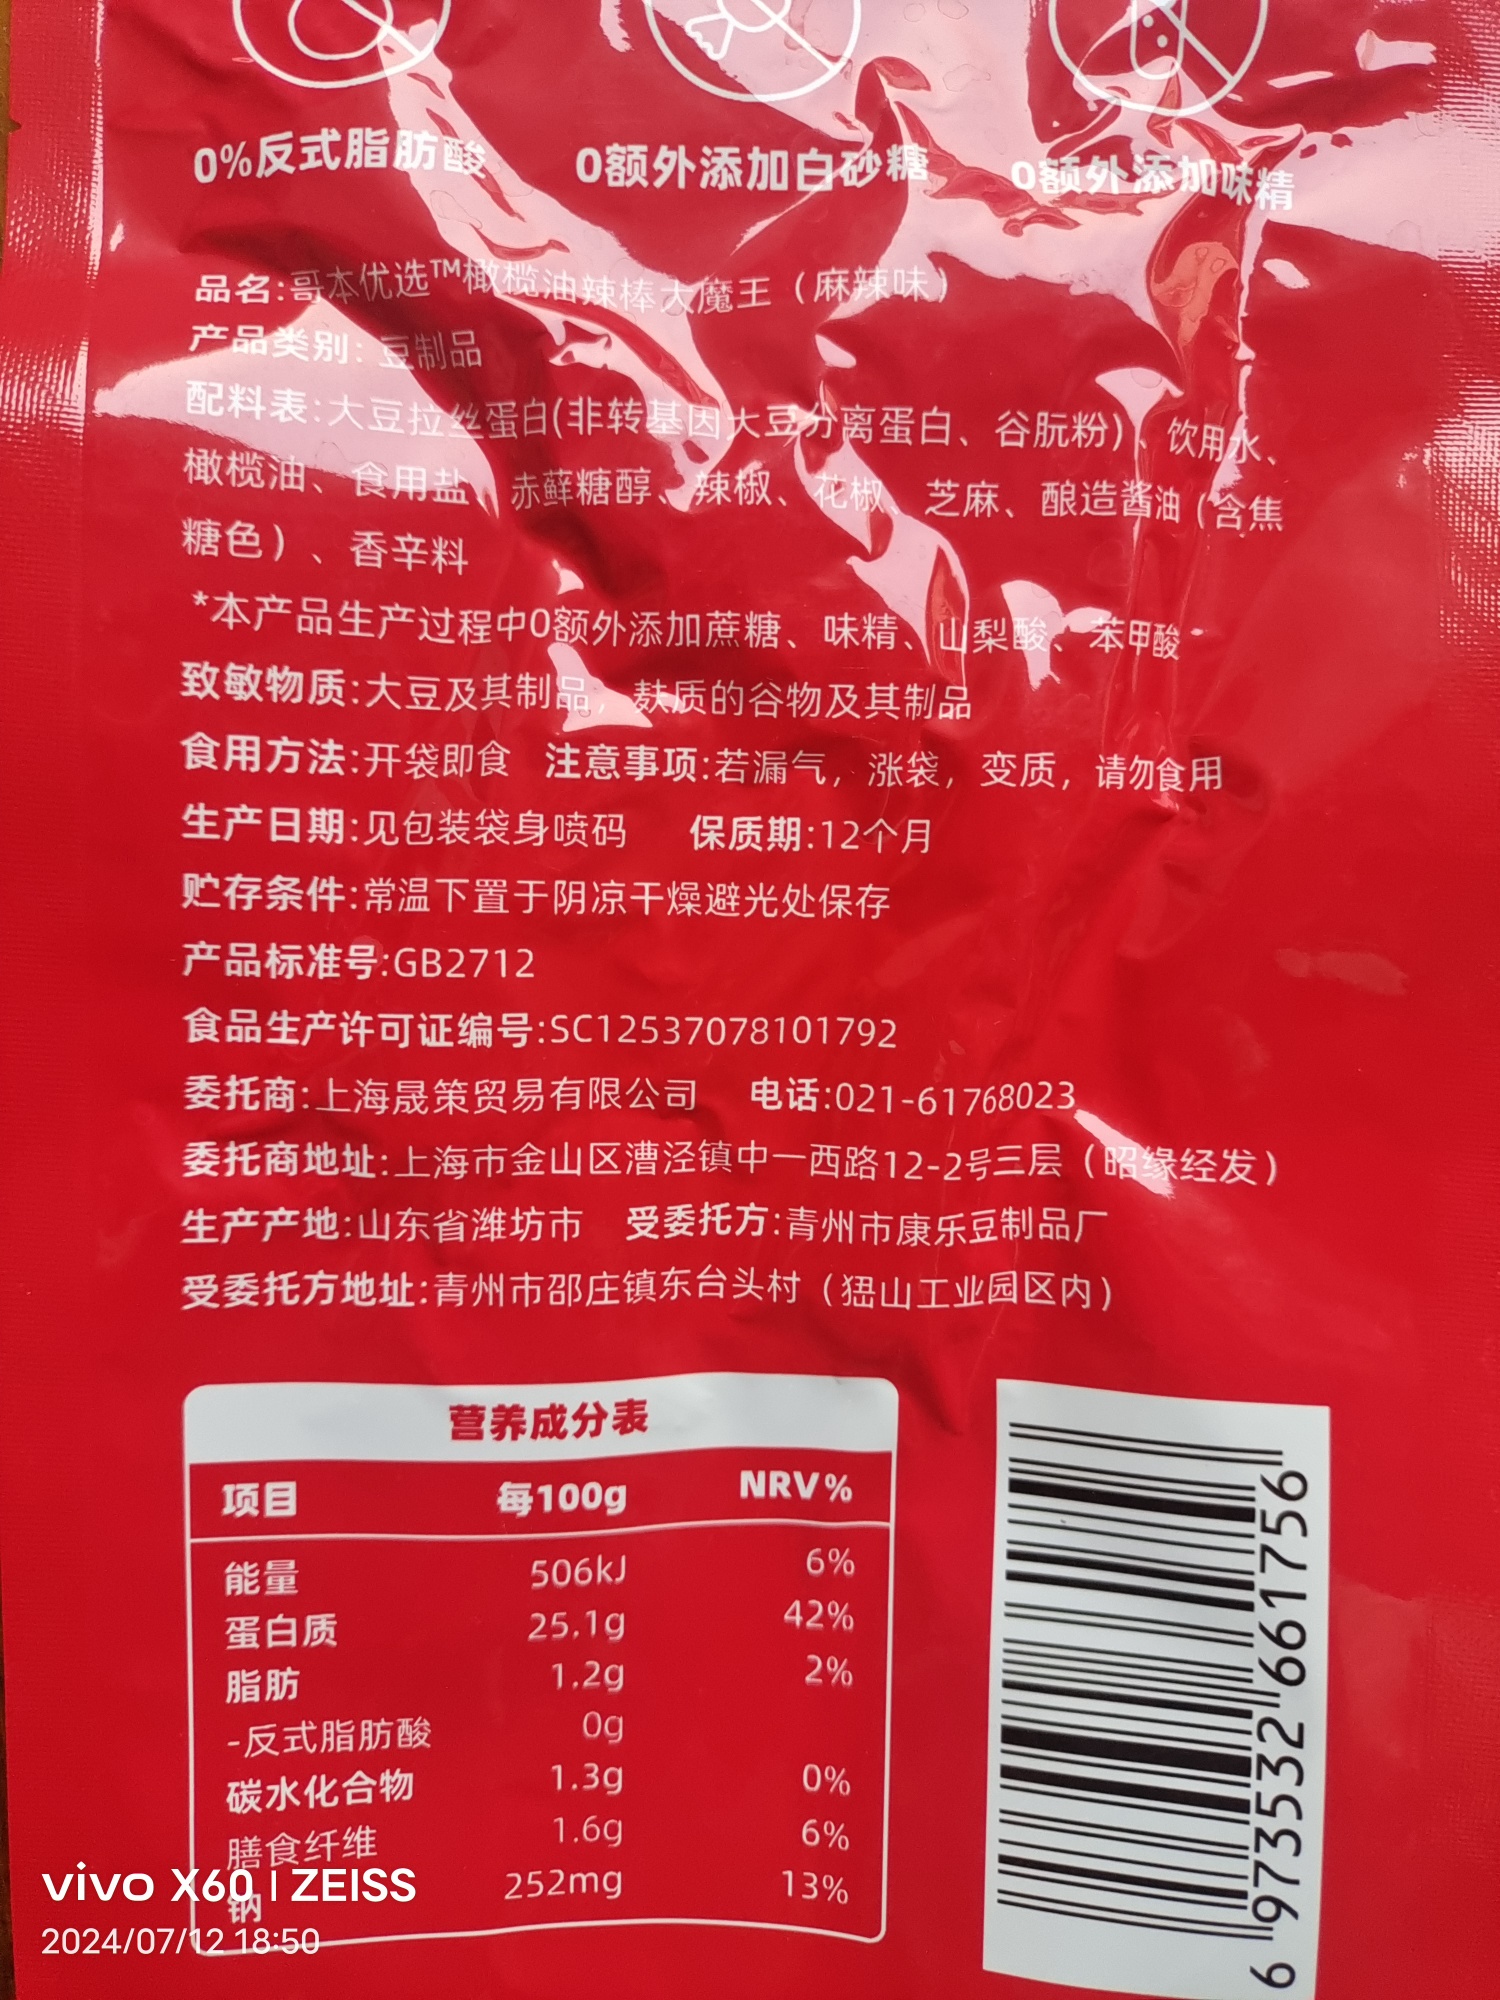 0%反式脂肪酸 0额外添加白砂糖 0额外添加味精
品名:哥本优选™橄榄油辣棒大魔王（麻辣味）
产品类别: 豆制品
配料表:大豆拉丝蛋白(非转基因大豆分离蛋白、谷朊粉)、饮用水、
橄榄油、食用盐、赤藓糖醇、辣椒、花椒、芝麻、酿造酱油（含焦
糖色）、香辛料
*本产品生产过程中0额外添加蔗糖、味精、山梨酸、苯甲酸
致敏物质:大豆及其制品，麸质的谷物及其制品
食用方法:开袋即食 注意事项:若漏气，涨袋，变质，请勿食用
生产日期:见包装袋身喷码 保质期:12个月
贮存条件:常温下置于阴凉干燥避光处保存
产品标准号:GB2712
食品生产许可证编号:SC12537078101792
委托商:上海晟策贸易有限公司 电话:021-61768023
委托商地址:上海市金山区漕泾镇中一西路12-2号三层（昭缘经发）
生产产地:山东省潍坊市 受委托方:青州市康乐豆制品厂
受委托方地址:青州市邵庄镇东台头村（狃山工业园区内）
营养成分表
项目 每100g NRV%
能量 506kJ 6%
蛋白质 25.1g 42%
脂肪 1.2g 2%
-反式脂肪酸 0g
碳水化合物 1.3g 0%
膳食纤维 1.6g 6%
钠 252mg 13%
6 973532 661756
vivo X60 | ZEISS
2024/07/12 18:50